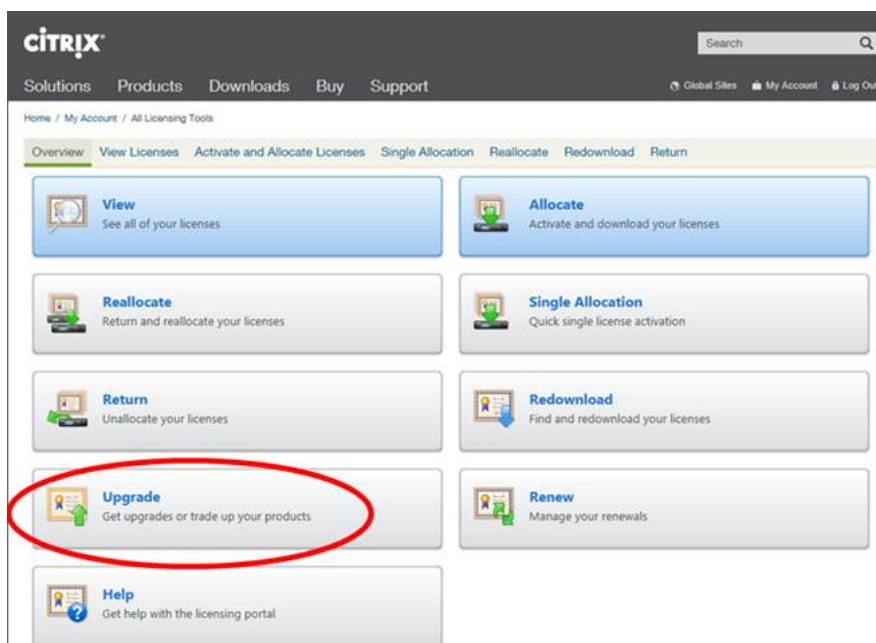 CİTRIX®
Search
Solutions Products Downloads Buy Support
Global Sites My Account Log Out
Home / My Account / All Licensing Tools
Overview View Licenses Activate and Allocate Licenses Single Allocation Reallocate Redownload Return
View
See all of your licenses
Allocate
Activate and download your licenses
Reallocate
Return and reallocate your licenses
Single Allocation
Quick single license activation
Return
Unallocate your licenses
Redownload
Find and redownload your licenses
Upgrade
Get upgrades or trade up your products
Renew
Manage your renewals
Help
Get help with the licensing portal